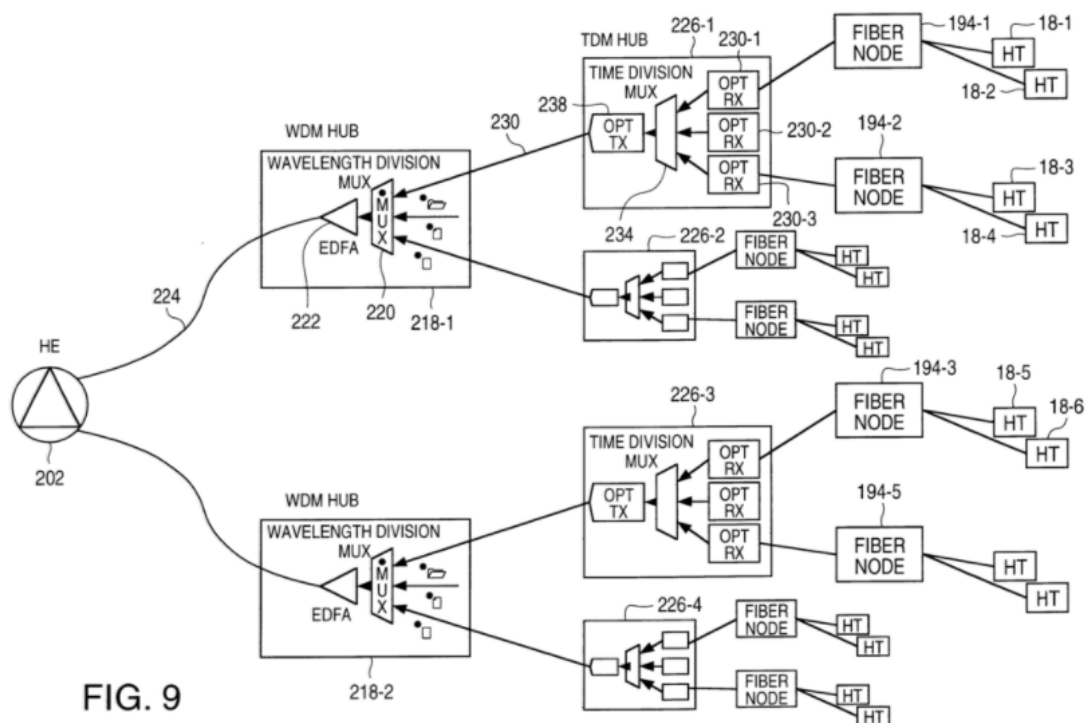 226-1
194-1
18-1
TDM HUB
230-1
FIBER
NODE
HT
TIME DIVISION
MUX
238
OPT
RX
HT
18-2
230
OPT
TX
OPT
RX
230-2
194-2
WDM HUB
18-3
WAVELENGTH DIVISION
MUX
OPT
RX
FIBER
NODE
HT
MUX
230-3
HT
234
226-2
18-4
EDFA
FIBER
NODE
HT
HT
224
222
220
218-1
FIBER
NODE
HT
HT
HE
194-3
18-5
226-3
FIBER
NODE
HT
18-6
TIME DIVISION
MUX
OPT
RX
HT
202
WDM HUB
OPT
TX
OPT
RX
194-5
WAVELENGTH DIVISION
MUX
OPT
RX
FIBER
NODE
HT
MUX
HT
EDFA
226-4
FIBER
NODE
HT
HT
218-2
FIBER
NODE
HT
HT
FIG. 9